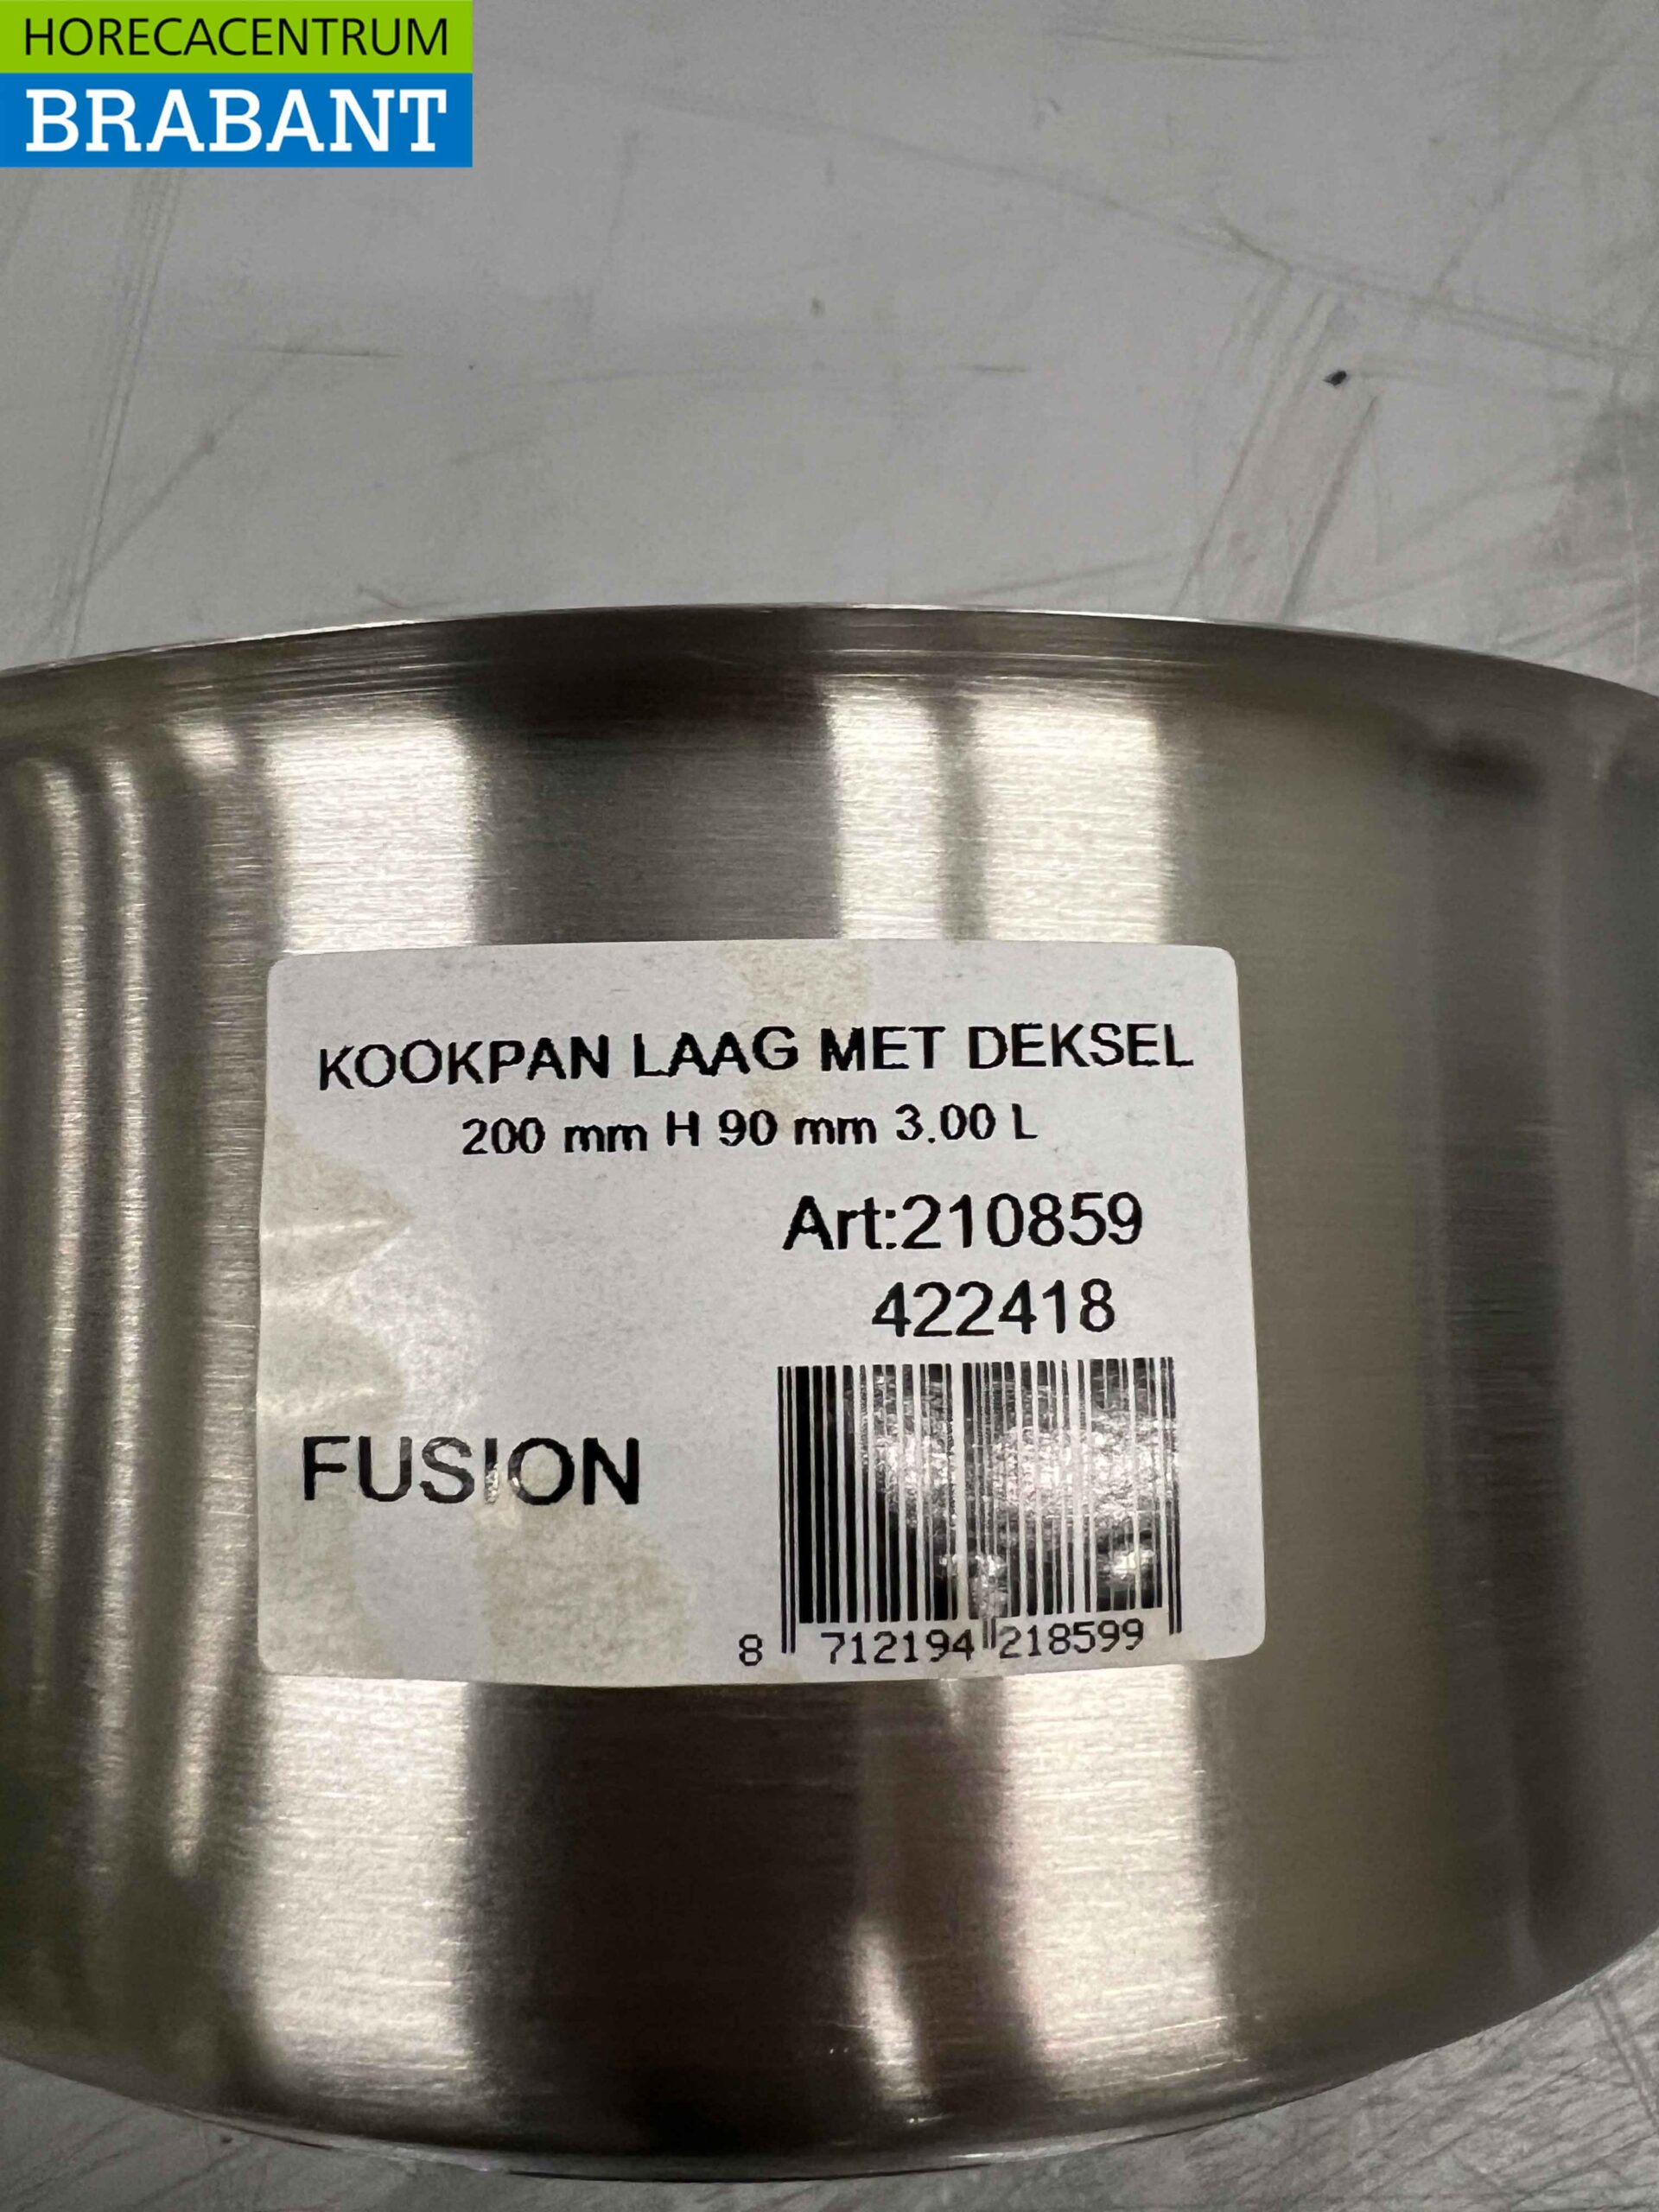 HORECACENTRUM
BRABANT
KOOKPAN LAAG MET DEKSEL
200 mm H 90 mm 3.00 L
Art:210859
422418
FUSION
8 712194 218599